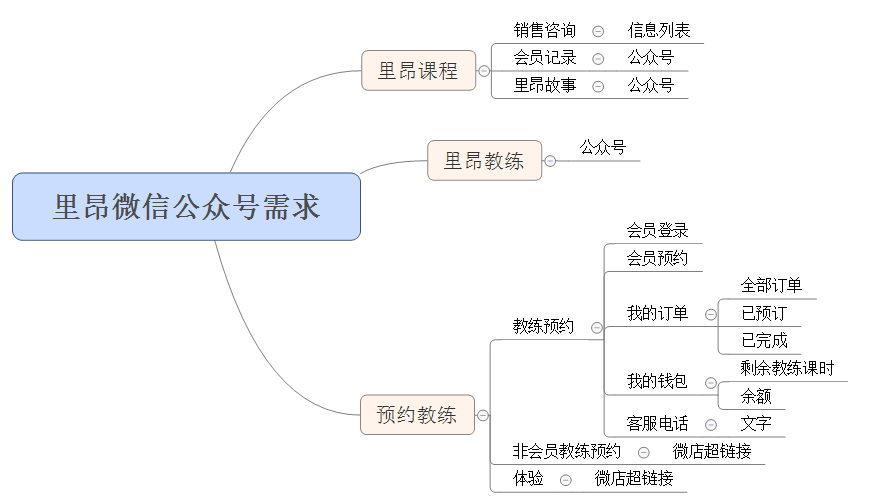 里昂微信公众号需求
里昂课程
销售咨询
信息列表
会员记录
公众号
里昂故事
公众号
里昂教练
公众号
预约教练
教练预约
会员登录
会员预约
我的订单
全部订单
已预订
已完成
我的钱包
剩余教练课时
余额
客服电话
文字
非会员教练预约
微店超链接
体验
微店超链接